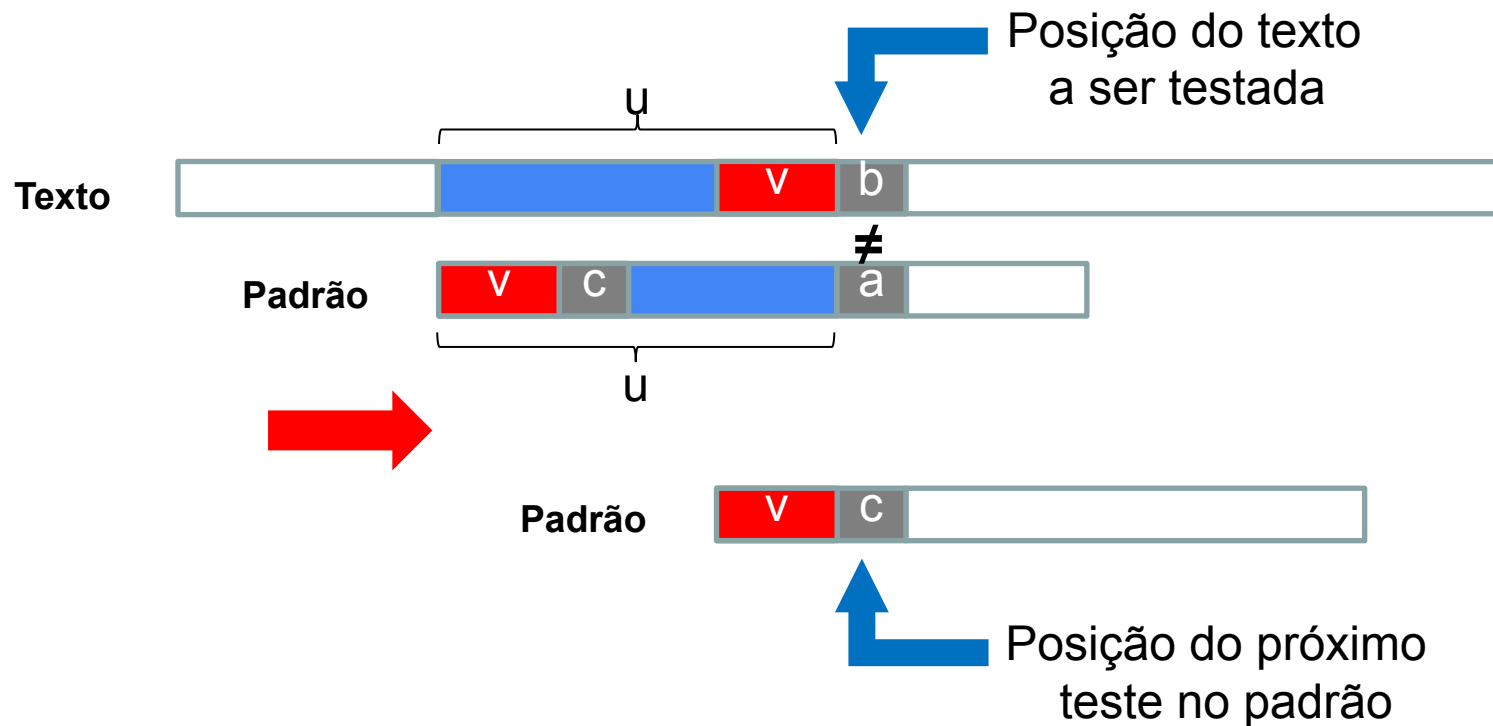 Posição do texto
a ser testada
u
Texto
v b
≠
Padrão
v c a
u
Padrão
v c
Posição do próximo
teste no padrão